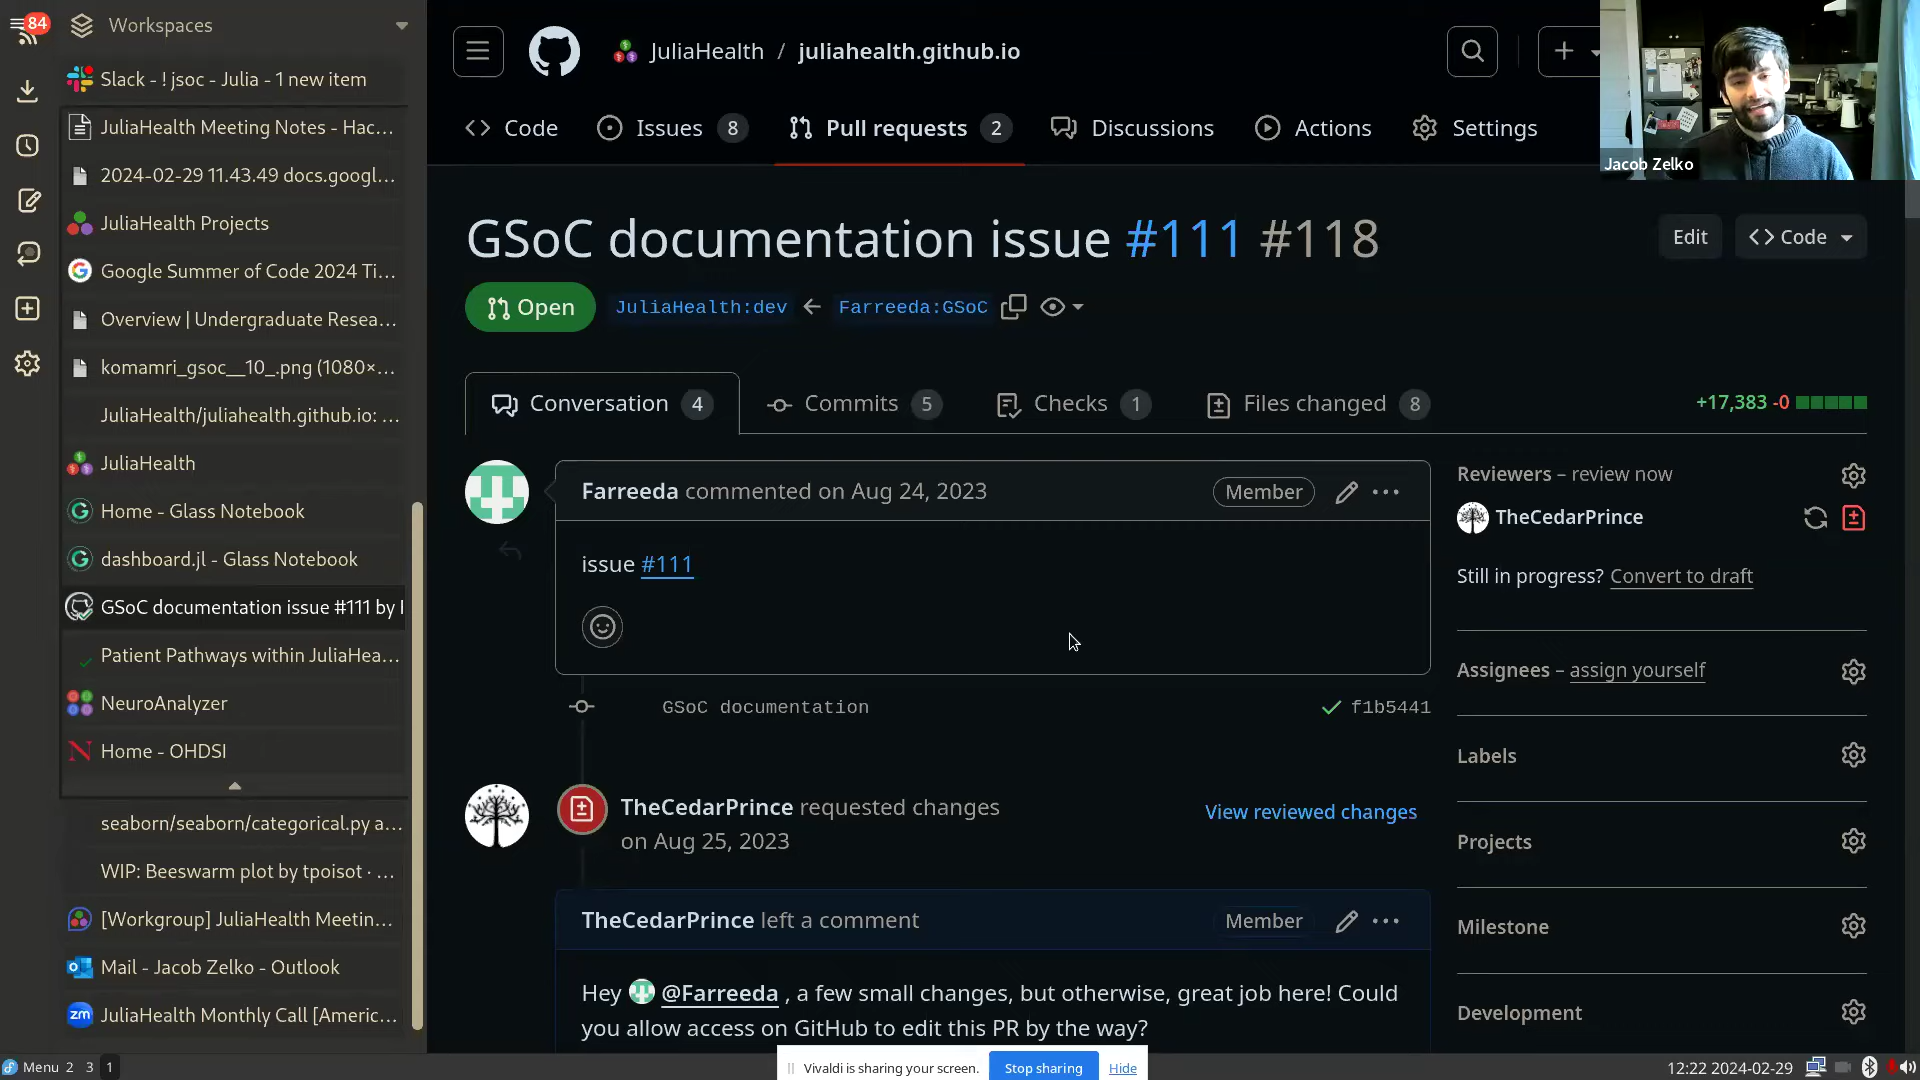 84
Workspaces
Slack - ! jsoc - Julia - 1 new item
JuliaHealth Meeting Notes - Hac...
2024-02-29 11.43.49 docs.googl...
JuliaHealth Projects
Google Summer of Code 2024 Ti...
Overview | Undergraduate Resea...
komamri_gsoc__10_.png (1080×...
JuliaHealth/juliahealth.github.io: ...
JuliaHealth
Home - Glass Notebook
dashboard.jl - Glass Notebook
GSoC documentation issue #111 by
Patient Pathways within JuliaHea...
NeuroAnalyzer
Home - OHDSI
seaborn/seaborn/categorical.py a...
WIP: Beeswarm plot by tpoisot · ...
[Workgroup] JuliaHealth Meetin...
Mail - Jacob Zelko - Outlook
zm JuliaHealth Monthly Call [Americ...
JuliaHealth / juliahealth.github.io
Code Issues 8 Pull requests 2 Discussions Actions Settings
Jacob Zelko
GSoC documentation issue #111 #118
Edit <> Code
Open JuliaHealth:dev ← Farreeda:GSoC
Conversation 4 Commits 5 Checks 1 Files changed 8
+17,383 -0
Farreeda commented on Aug 24, 2023 Member
issue #111
GSoC documentation f1b5441
TheCedarPrince requested changes
on Aug 25, 2023
View reviewed changes
TheCedarPrince left a comment Member
Hey @Farreeda , a few small changes, but otherwise, great job here! Could
you allow access on GitHub to edit this PR by the way?
Reviewers – review now
TheCedarPrince
Still in progress? Convert to draft
Assignees – assign yourself
Labels
Projects
Milestone
Development
Menu 2 3 1
Vivaldi is sharing your screen. Stop sharing Hide
12:22 2024-02-29